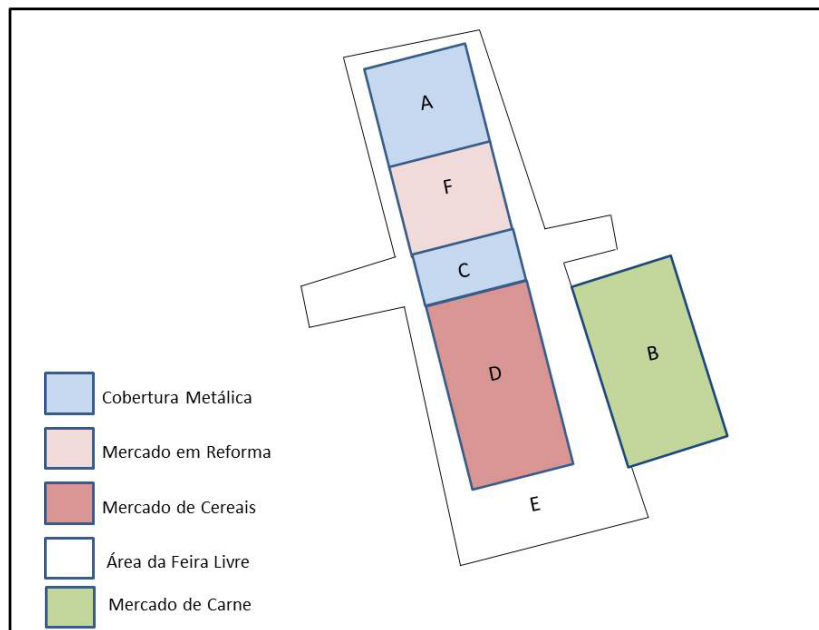 A
F
C
D
B
E
Cobertura Metálica
Mercado em Reforma
Mercado de Cereais
Área da Feira Livre
Mercado de Carne